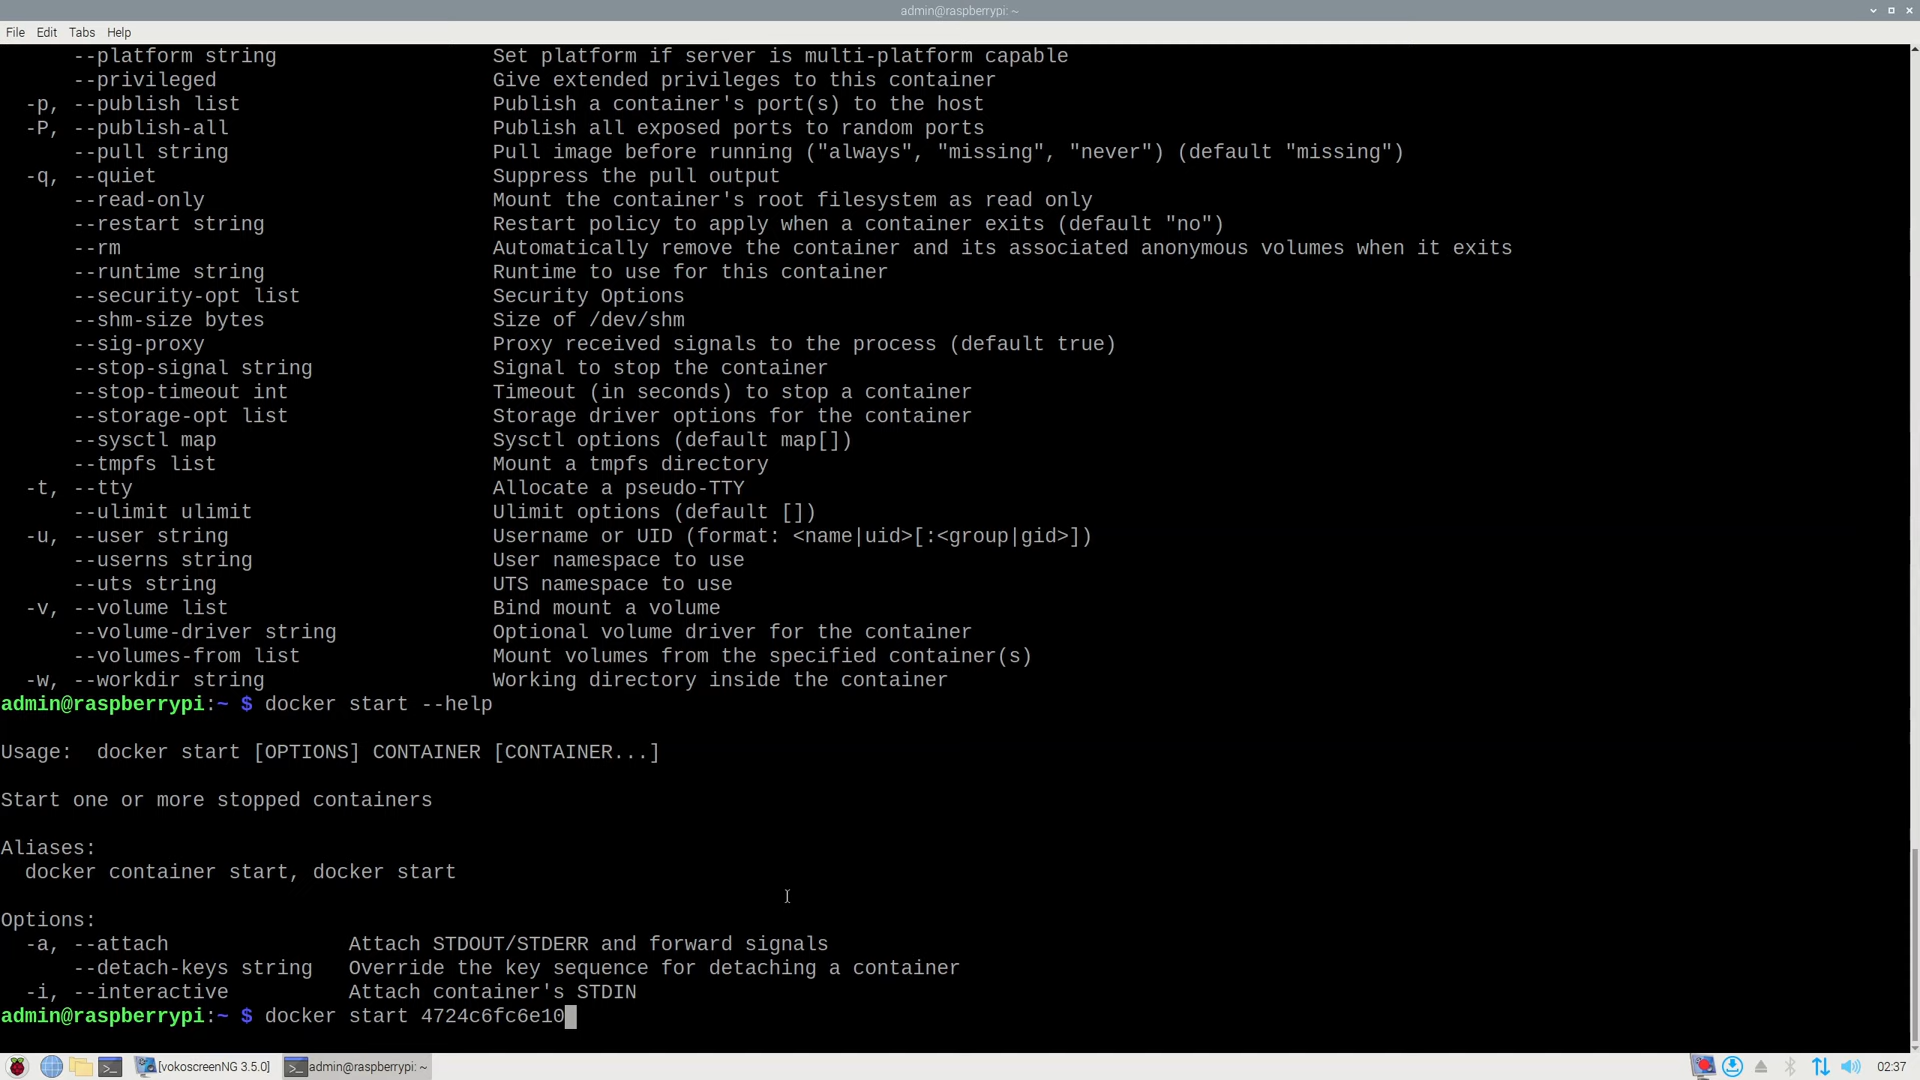 admin@raspberrypi: ~
File Edit Tabs Help
--platform string Set platform if server is multi-platform capable
--privileged Give extended privileges to this container
-p, --publish list Publish a container's port(s) to the host
-P, --publish-all Publish all exposed ports to random ports
--pull string Pull image before running ("always", "missing", "never") (default "missing")
-q, --quiet Suppress the pull output
--read-only Mount the container's root filesystem as read only
--restart string Restart policy to apply when a container exits (default "no")
--rm Automatically remove the container and its associated anonymous volumes when it exits
--runtime string Runtime to use for this container
--security-opt list Security Options
--shm-size bytes Size of /dev/shm
--sig-proxy Proxy received signals to the process (default true)
--stop-signal string Signal to stop the container
--stop-timeout int Timeout (in seconds) to stop a container
--storage-opt list Storage driver options for the container
--sysctl map Sysctl options (default map[])
--tmpfs list Mount a tmpfs directory
-t, --tty Allocate a pseudo-TTY
--ulimit ulimit Ulimit options (default [])
-u, --user string Username or UID (format: <name|uid>[:<group|gid>])
--userns string User namespace to use
--uts string UTS namespace to use
-v, --volume list Bind mount a volume
--volume-driver string Optional volume driver for the container
--volumes-from list Mount volumes from the specified container(s)
-w, --workdir string Working directory inside the container
admin@raspberrypi:~ $ docker start --help
Usage: docker start [OPTIONS] CONTAINER [CONTAINER...]
Start one or more stopped containers
Aliases:
docker container start, docker start
Options:
-a, --attach Attach STDOUT/STDERR and forward signals
--detach-keys string Override the key sequence for detaching a container
-i, --interactive Attach container's STDIN
admin@raspberrypi:~ $ docker start 4724c6fc6e10
[vokoscreenNG 3.5.0] admin@raspberrypi: ~ 02:37